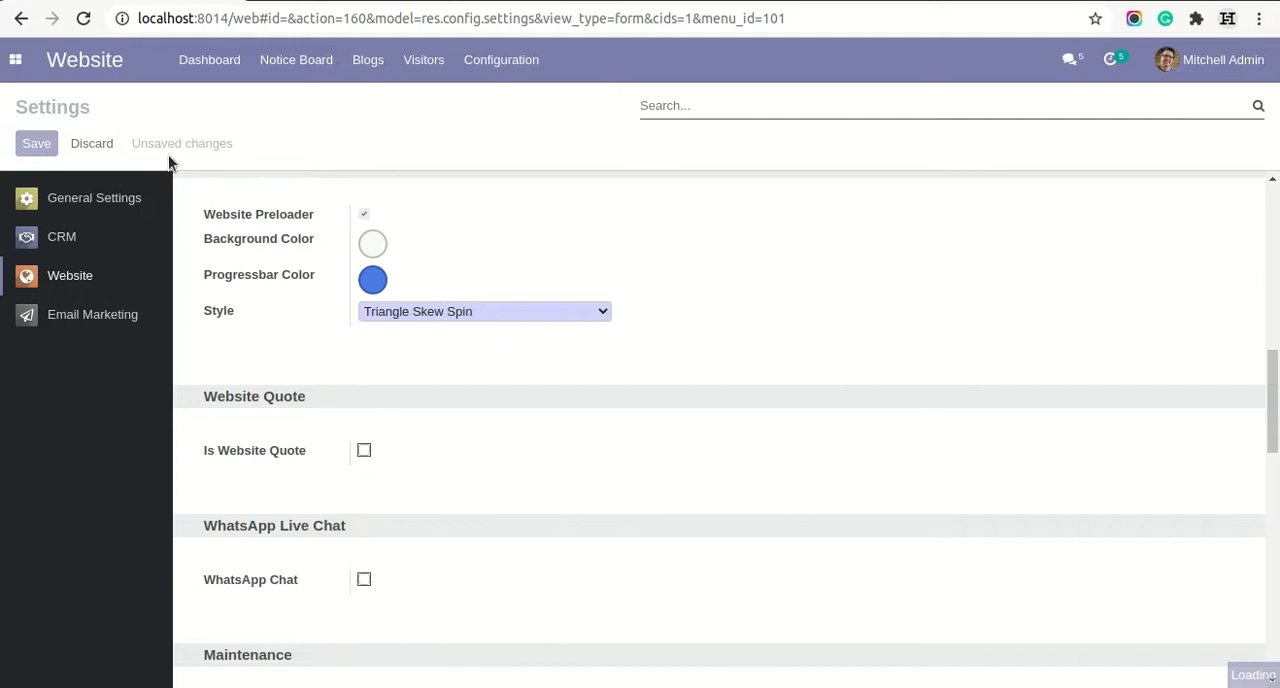 localhost:8014/web#id=&action=160&model=res.config.settings&view_type=form&cids=1&menu_id=101
Website Dashboard Notice Board Blogs Visitors Configuration 5 5 Mitchell Admin
Settings Search...
Save Discard Unsaved changes
General Settings
CRM
Website
Email Marketing
Website Preloader
Background Color
Progressbar Color
Style Triangle Skew Spin
Website Quote
Is Website Quote
WhatsApp Live Chat
WhatsApp Chat
Maintenance
Loading